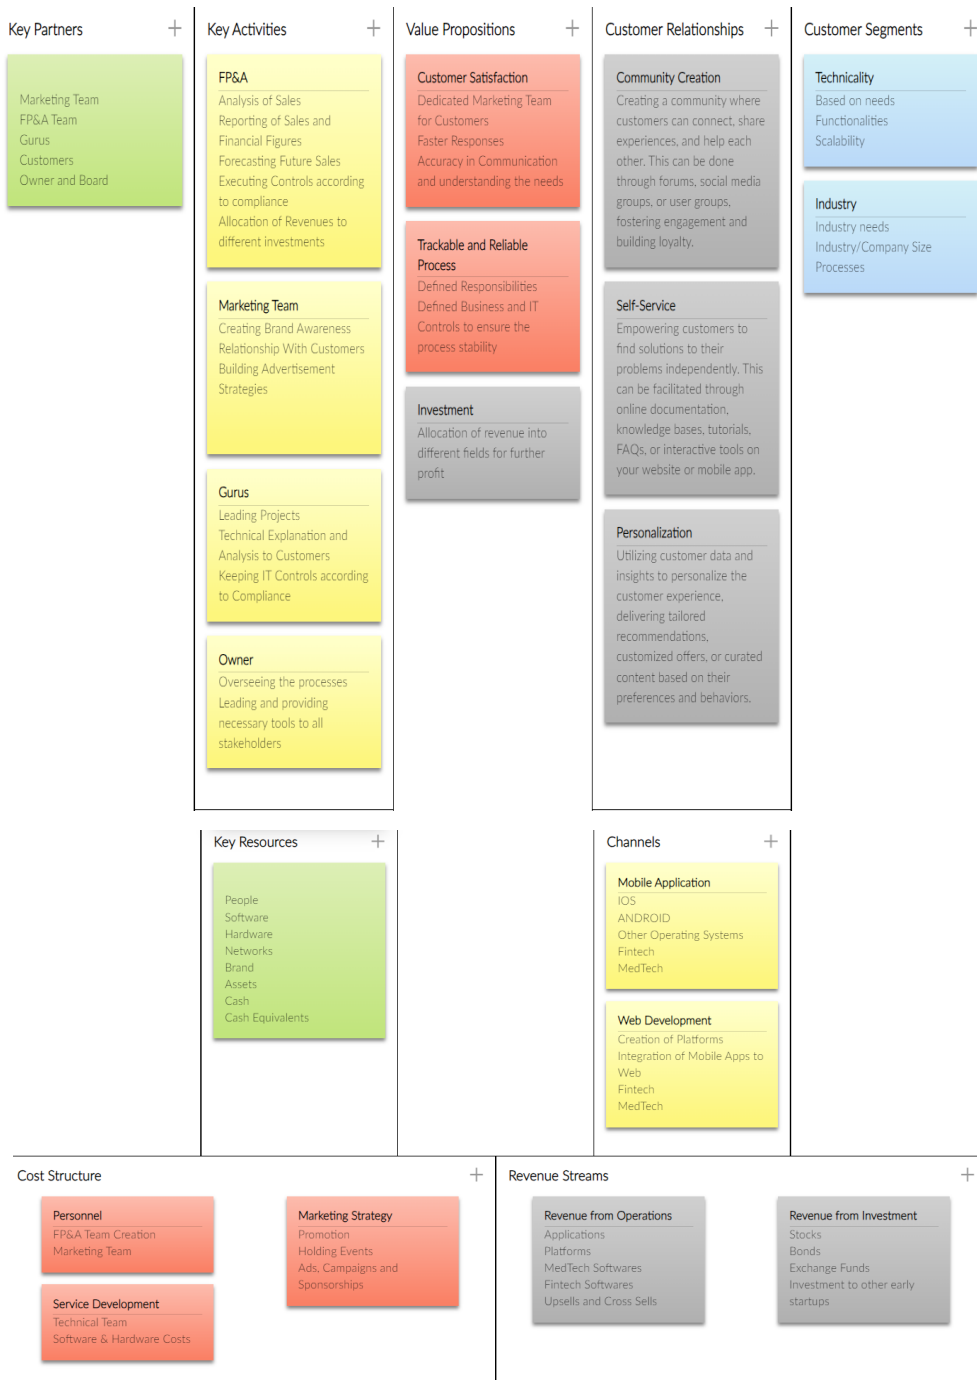 Key Partners +
Marketing Team
FP&A Team
Gurus
Customers
Owner and Board
Key Activities +
FP&A
Analysis of Sales
Reporting of Sales and
Financial Figures
Forecasting Future Sales
Executing Controls according
to compliance
Allocation of Revenues to
different investments
Marketing Team
Creating Brand Awareness
Relationship With Customers
Building Advertisement
Strategies
Gurus
Leading Projects
Technical Explanation and
Analysis to Customers
Keeping IT Controls according
to Compliance
Owner
Overseeing the processes
Leading and providing
necessary tools to all
stakeholders
Value Propositions +
Customer Satisfaction
Dedicated Marketing Team
for Customers
Faster Responses
Accuracy in Communication
and understanding the needs
Trackable and Reliable
Process
Defined Responsibilities
Defined Business and IT
Controls to ensure the
process stability
Investment
Allocation of revenue into
different fields for further
profit
Customer Relationships +
Community Creation
Creating a community where
customers can connect, share
experiences, and help each
other. This can be done
through forums, social media
groups, or user groups,
fostering engagement and
building loyalty.
Self-Service
Empowering customers to
find solutions to their
problems independently. This
can be facilitated through
online documentation,
knowledge bases, tutorials,
FAQs, or interactive tools on
your website or mobile app.
Personalization
Utilizing customer data and
insights to personalize the
customer experience,
delivering tailored
recommendations,
customized offers, or curated
content based on their
preferences and behaviors.
Customer Segments +
Technicality
Based on needs
Functionalities
Scalability
Industry
Industry needs
Industry/Company Size
Processes
Key Resources +
People
Software
Hardware
Networks
Brand
Assets
Cash
Cash Equivalents
Channels +
Mobile Application
IOS
ANDROID
Other Operating Systems
Fintech
MedTech
Web Development
Creation of Platforms
Integration of Mobile Apps to
Web
Fintech
MedTech
Cost Structure +
Personnel
FP&A Team Creation
Marketing Team
Service Development
Technical Team
Software & Hardware Costs
Marketing Strategy
Promotion
Holding Events
Ads, Campaigns and
Sponsorships
Revenue Streams +
Revenue from Operations
Applications
Platforms
MedTech Softwares
Fintech Softwares
Upsells and Cross Sells
Revenue from Investment
Stocks
Bonds
Exchange Funds
Investment to other early
startups